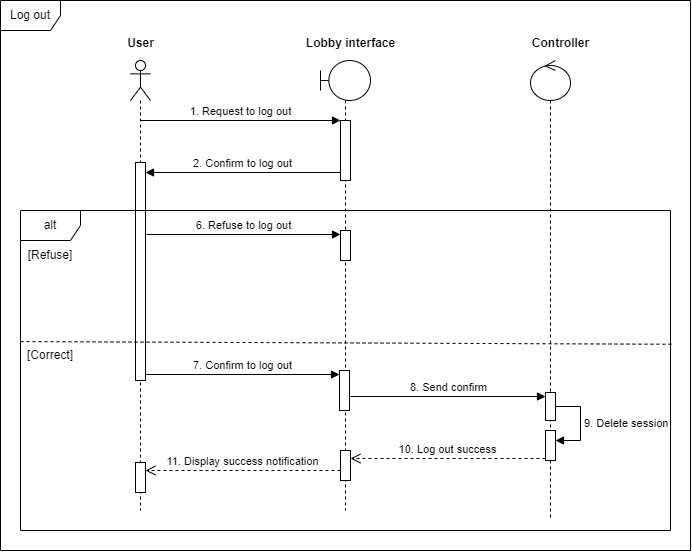 Log out
User
Lobby interface
Controller
1. Request to log out
2. Confirm to log out
alt
6. Refuse to log out
[Refuse]
[Correct]
7. Confirm to log out
8. Send confirm
9. Delete session
10. Log out success
11. Display success notification